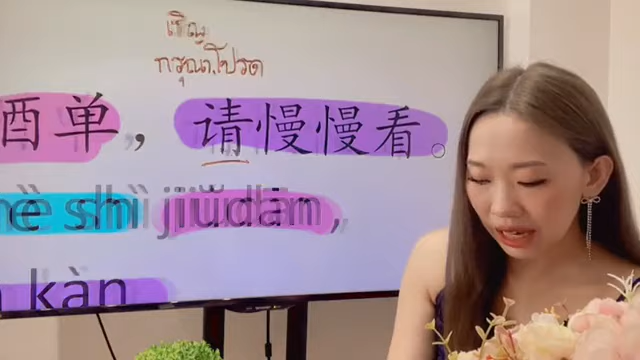 เชิญ
กรุณา,โปรด
酒单，请慢慢看。
hè shì jiǔdān,
kàn